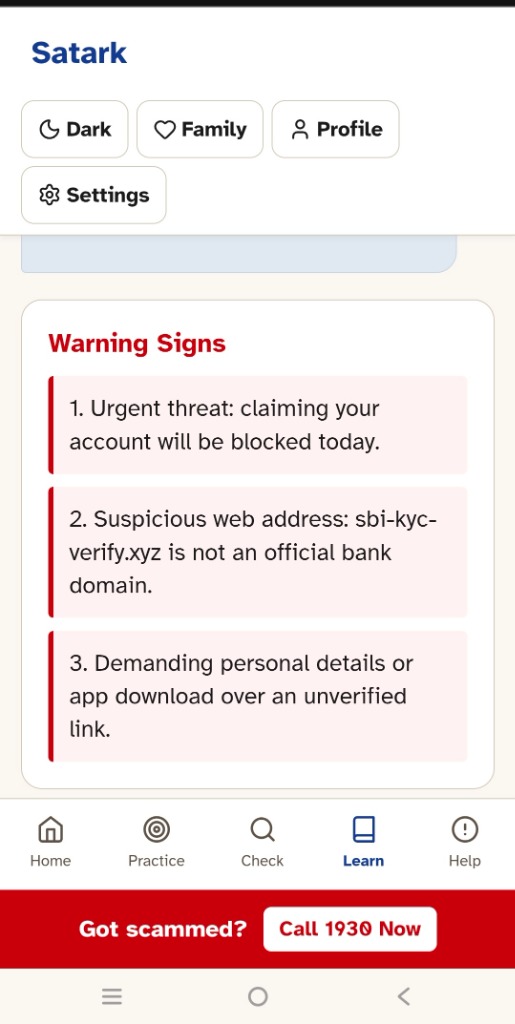 Satark
Dark
Family
Profile
Settings
Warning Signs
1. Urgent threat: claiming your
account will be blocked today.
2. Suspicious web address: sbi-kyc-
verify.xyz is not an official bank
domain.
3. Demanding personal details or
app download over an unverified
link.
Home
Practice
Check
Learn
Help
Got scammed?
Call 1930 Now